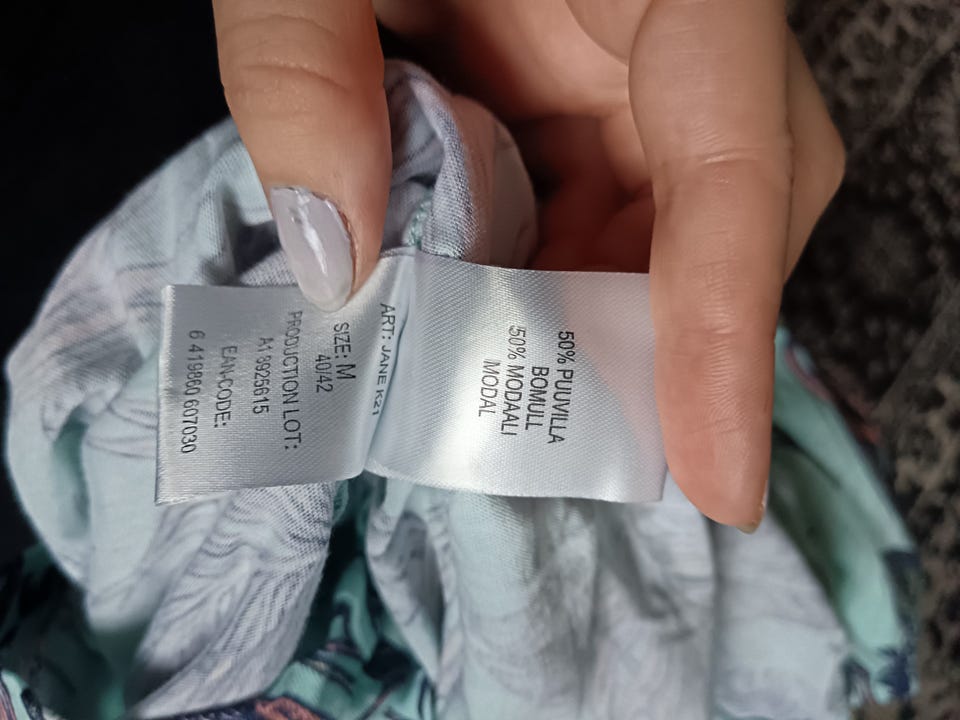 50% PUUVILLA
BOMULL
50% MODAALI
MODAL
ART: JANE K21
SIZE: M
40/42
PRODUCTION LOT:
A1 8925615
EAN-CODE:
6 419860 607030